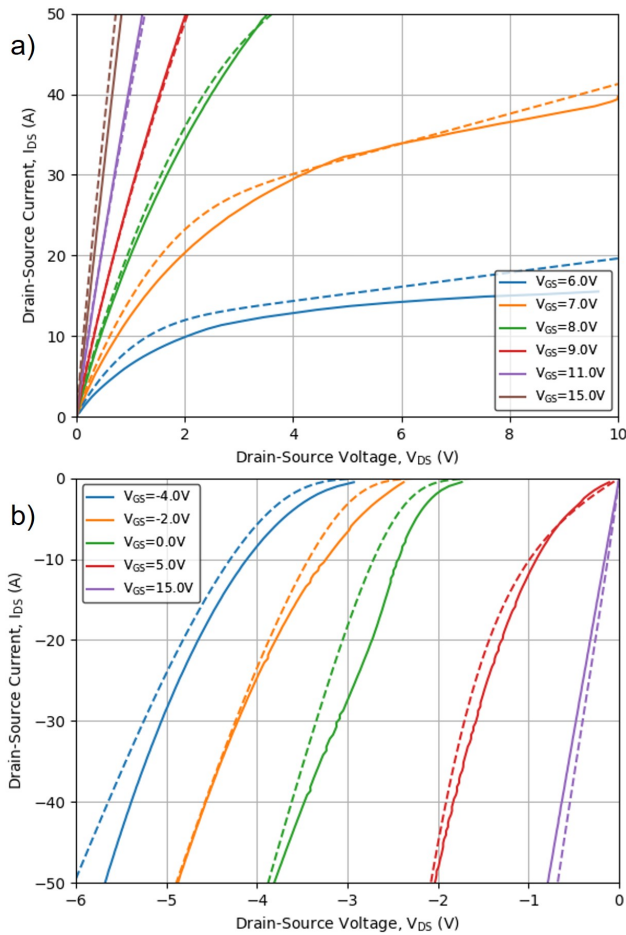 a)
50
40
30
20
10
0
Drain-Source Current, I_DS (A)
V_GS=6.0V
V_GS=7.0V
V_GS=8.0V
V_GS=9.0V
V_GS=11.0V
V_GS=15.0V
0 2 4 6 8 10
Drain-Source Voltage, V_DS (V)
b)
0
−10
−20
−30
−40
−50
Drain-Source Current, I_DS (A)
V_GS=-4.0V
V_GS=-2.0V
V_GS=0.0V
V_GS=5.0V
V_GS=15.0V
−6 −5 −4 −3 −2 −1 0
Drain-Source Voltage, V_DS (V)